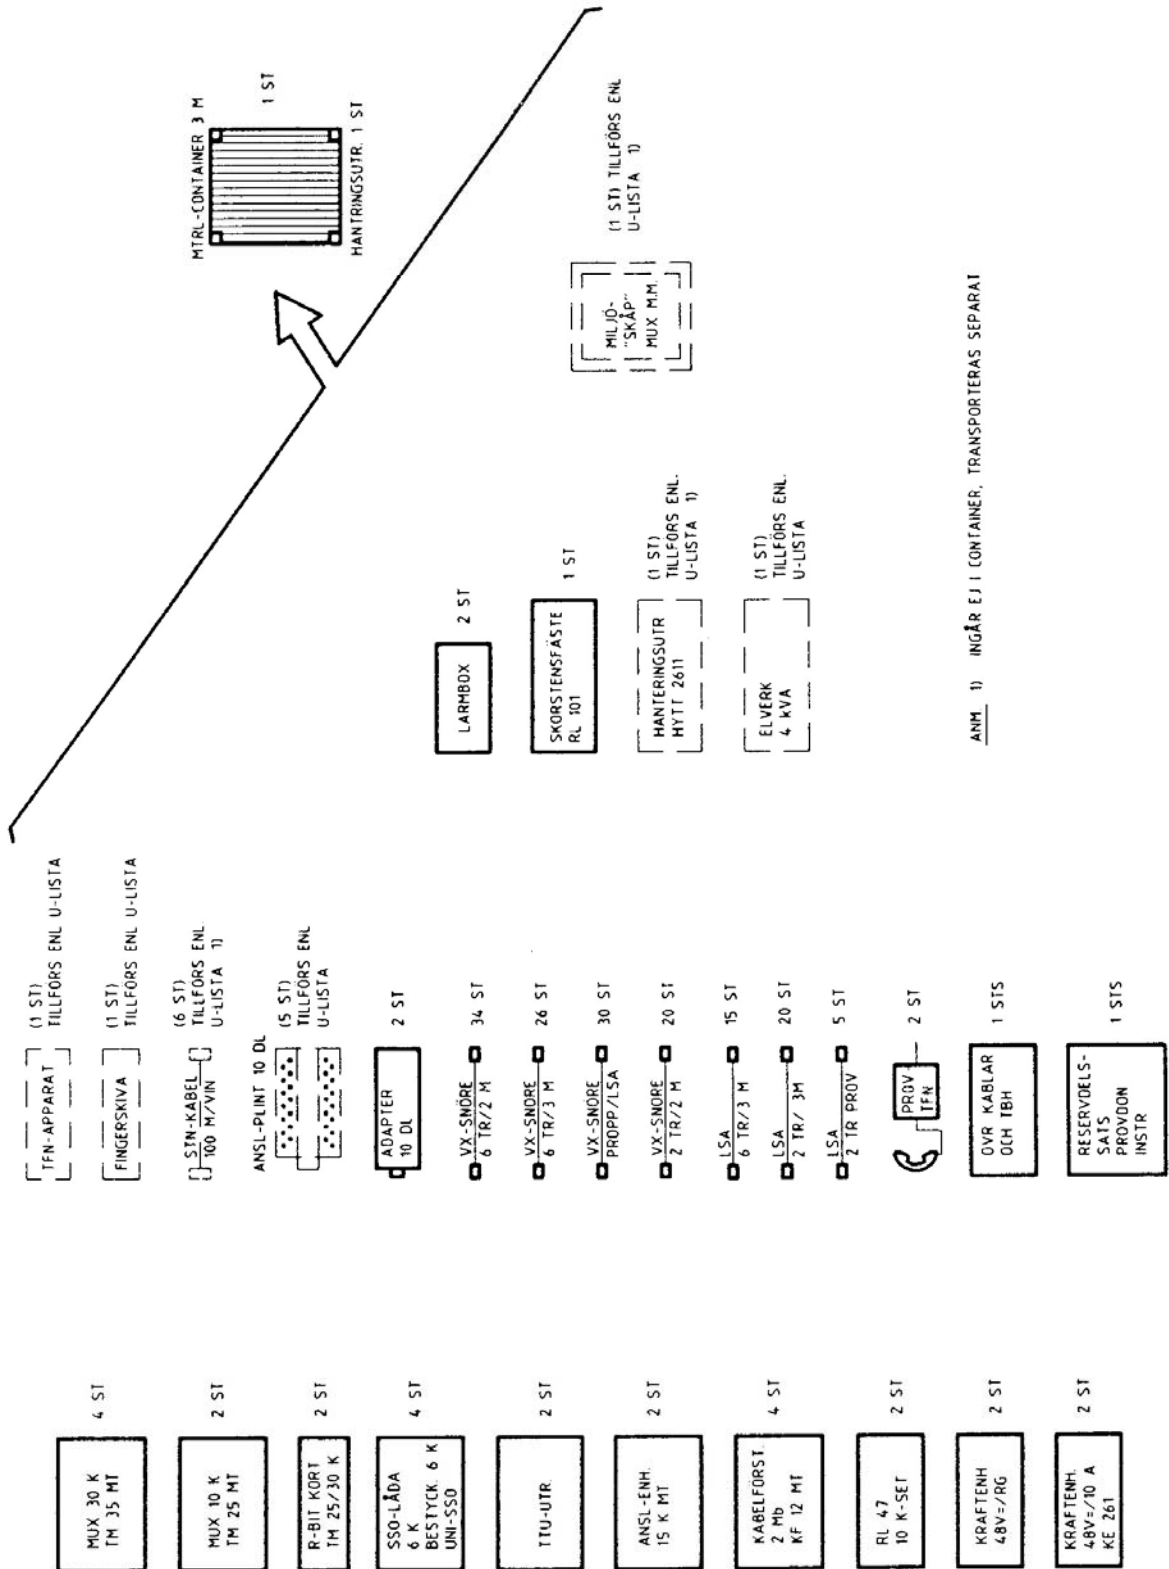 MUX 30 K
TM 35 MT
4 ST
MUX 10 K
TM 25 MT
2 ST
R-BIT KORT
TM 25/30 K
2 ST
SSO-LÅDA
6 K
BESTYCK. 6 K
UNI-SSO
4 ST
TTU-UTR.
2 ST
ANSL-ENH.
15 K MT
2 ST
KABELFÖRST.
2 Mb
KF 12 MT
4 ST
RL 47
10 K-SET
2 ST
KRAFTENH
48V=/RG
2 ST
KRAFTENH.
48V=/10 A
KE 261
2 ST
TFN-APPARAT
(1 ST)
TILLFÖRS ENL U-LISTA
FINGERSKIVA
(1 ST)
TILLFÖRS ENL U-LISTA
STN-KABEL
100 M/VIN
(6 ST)
TILLFÖRS ENL.
U-LISTA 1)
ANSL-PLINT 10 DL
(5 ST)
TILLFÖRS ENL
U-LISTA
ADAPTER
10 DL
2 ST
VX-SNÖRE
6 TR/2 M
34 ST
VX-SNÖRE
6 TR/3 M
26 ST
VX-SNÖRE
PROPP/LSA
30 ST
VX-SNÖRE
2 TR/2 M
20 ST
LSA
6 TR/3 M
15 ST
LSA
2 TR/ 3M
20 ST
LSA
2 TR PROV
5 ST
PROV
TFN
2 ST
ÖVR KABLAR
OCH TBH
1 STS
RESERVDELS-
SATS
PROVDON
INSTR
1 STS
LARMBOX
2 ST
SKORSTENSFÄSTE
RL 101
1 ST
HANTERINGSUTR
HYTT 2611
(1 ST)
TILLFÖRS ENL.
U-LISTA 1)
ELVERK
4 kVA
(1 ST)
TILLFÖRS ENL.
U-LISTA
MILJÖ-
"SKÅP"
MUX M.M.
(1 ST) TILLFÖRS ENL
U-LISTA 1)
MTRL-CONTAINER 3 M
1 ST
HANTRINGSUTR. 1 ST
ANM 1) INGÅR EJ I CONTAINER, TRANSPORTERAS SEPARAT